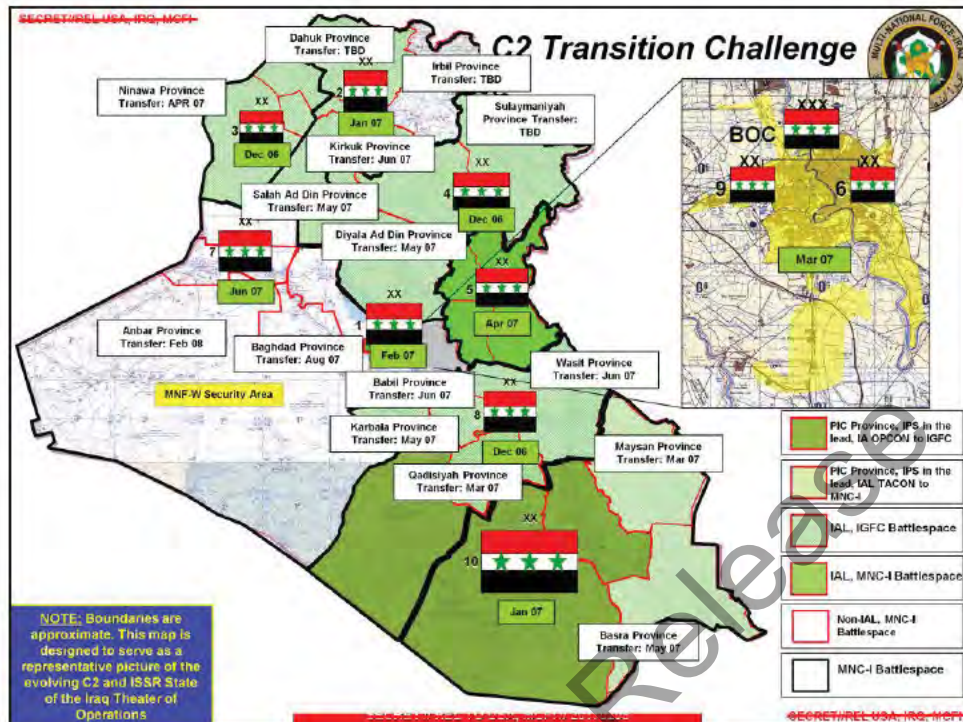 SECRET//REL USA, IRQ, MCFI
C2 Transition Challenge
MULTI-NATIONAL FORCE-IRAQ
Dahuk Province
Transfer: TBD
Irbil Province
Transfer: TBD
Ninawa Province
Transfer: APR 07
Sulaymaniyah
Province Transfer:
TBD
XX
2
Jan 07
XX
3
Dec 06
Kirkuk Province
Transfer: Jun 07
XX
4
Dec 06
Salah Ad Din Province
Transfer: May 07
Diyala Ad Din Province
Transfer: May 07
XX
7
Jun 07
XX
5
Apr 07
XX
1
Feb 07
Anbar Province
Transfer: Feb 08
Baghdad Province
Transfer: Aug 07
MNF-W Security Area
Babil Province
Transfer: Jun 07
Wasit Province
Transfer: Jun 07
XX
8
Dec 06
Karbala Province
Transfer: May 07
Qadisiyah Province
Transfer: Mar 07
Maysan Province
Transfer: Mar 07
XX
10
Jan 07
Basra Province
Transfer: May 07
XXX
BOC
XX
9
XX
6
Mar 07
PIC Province, IPS in the
lead, IA OPCON to IGFC
PIC Province, IPS in the
lead, IAL TACON to
MNC-I
IAL, IGFC Battlespace
IAL, MNC-I Battlespace
Non-IAL, MNC-I
Battlespace
MNC-I Battlespace
NOTE: Boundaries are
approximate. This map is
designed to serve as a
representative picture of the
evolving C2 and ISSR State
of the Iraq Theater of
Operations
Release
SECRET//REL USA, IRQ, MCFI